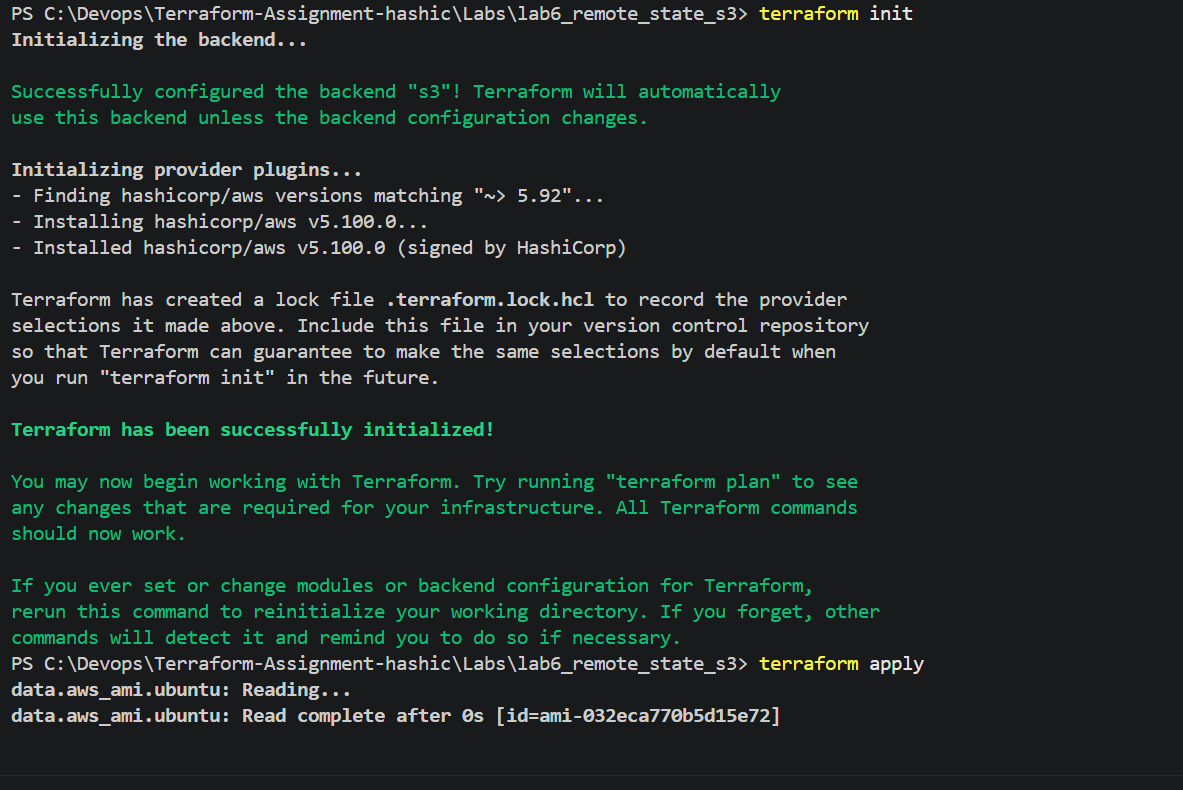 PS C:\Devops\Terraform-Assignment-hashic\Labs\lab6_remote_state_s3> terraform init
Initializing the backend...
Successfully configured the backend "s3"! Terraform will automatically
use this backend unless the backend configuration changes.
Initializing provider plugins...
- Finding hashicorp/aws versions matching "~> 5.92"...
- Installing hashicorp/aws v5.100.0...
- Installed hashicorp/aws v5.100.0 (signed by HashiCorp)
Terraform has created a lock file .terraform.lock.hcl to record the provider
selections it made above. Include this file in your version control repository
so that Terraform can guarantee to make the same selections by default when
you run "terraform init" in the future.
Terraform has been successfully initialized!
You may now begin working with Terraform. Try running "terraform plan" to see
any changes that are required for your infrastructure. All Terraform commands
should now work.
If you ever set or change modules or backend configuration for Terraform,
rerun this command to reinitialize your working directory. If you forget, other
commands will detect it and remind you to do so if necessary.
PS C:\Devops\Terraform-Assignment-hashic\Labs\lab6_remote_state_s3> terraform apply
data.aws_ami.ubuntu: Reading...
data.aws_ami.ubuntu: Read complete after 0s [id=ami-032eca770b5d15e72]